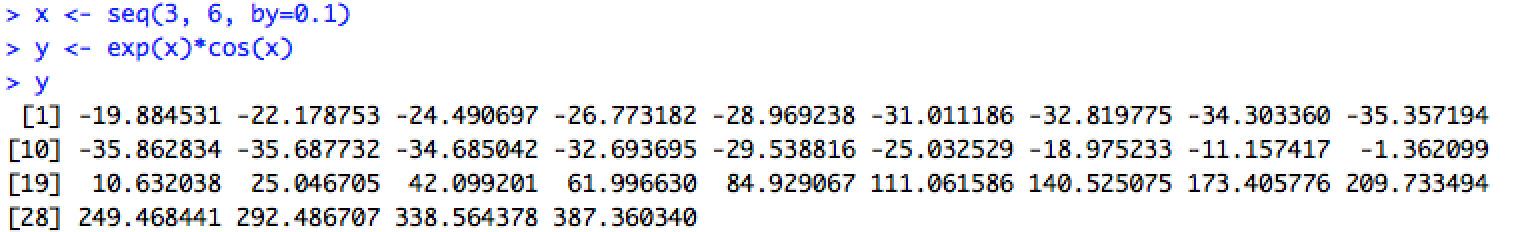 > x <- seq(3, 6, by=0.1)
> y <- exp(x)*cos(x)
> y
 [1] -19.884531 -22.178753 -24.490697 -26.773182 -28.969238 -31.011186 -32.819775 -34.303360 -35.357194
[10] -35.862834 -35.687732 -34.685042 -32.693695 -29.538816 -25.032529 -18.975233 -11.157417  -1.362099
[19]  10.632038  25.046705  42.099201  61.996630  84.929067 111.061586 140.525075 173.405776 209.733494
[28] 249.468441 292.486707 338.564378 387.360340